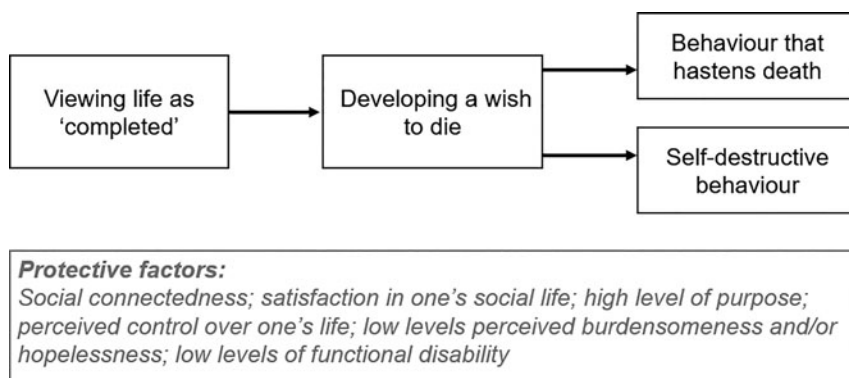 Viewing life as
‘completed’
Developing a wish
to die
Behaviour that
hastens death
Self-destructive
behaviour
Protective factors:
Social connectedness; satisfaction in one’s social life; high level of purpose;
perceived control over one’s life; low levels perceived burdensomeness and/or
hopelessness; low levels of functional disability